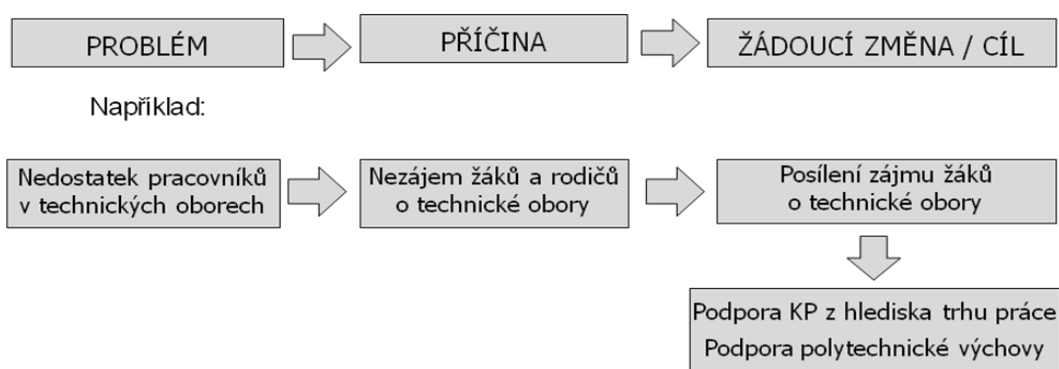 PROBLÉM
PŘÍČINA
ŽÁDOUCÍ ZMĚNA / CÍL
Například:
Nedostatek pracovníků
v technických oborech
Nezájem žáků a rodičů
o technické obory
Posílení zájmu žáků
o technické obory
Podpora KP z hlediska trhu práce
Podpora polytechnické výchovy